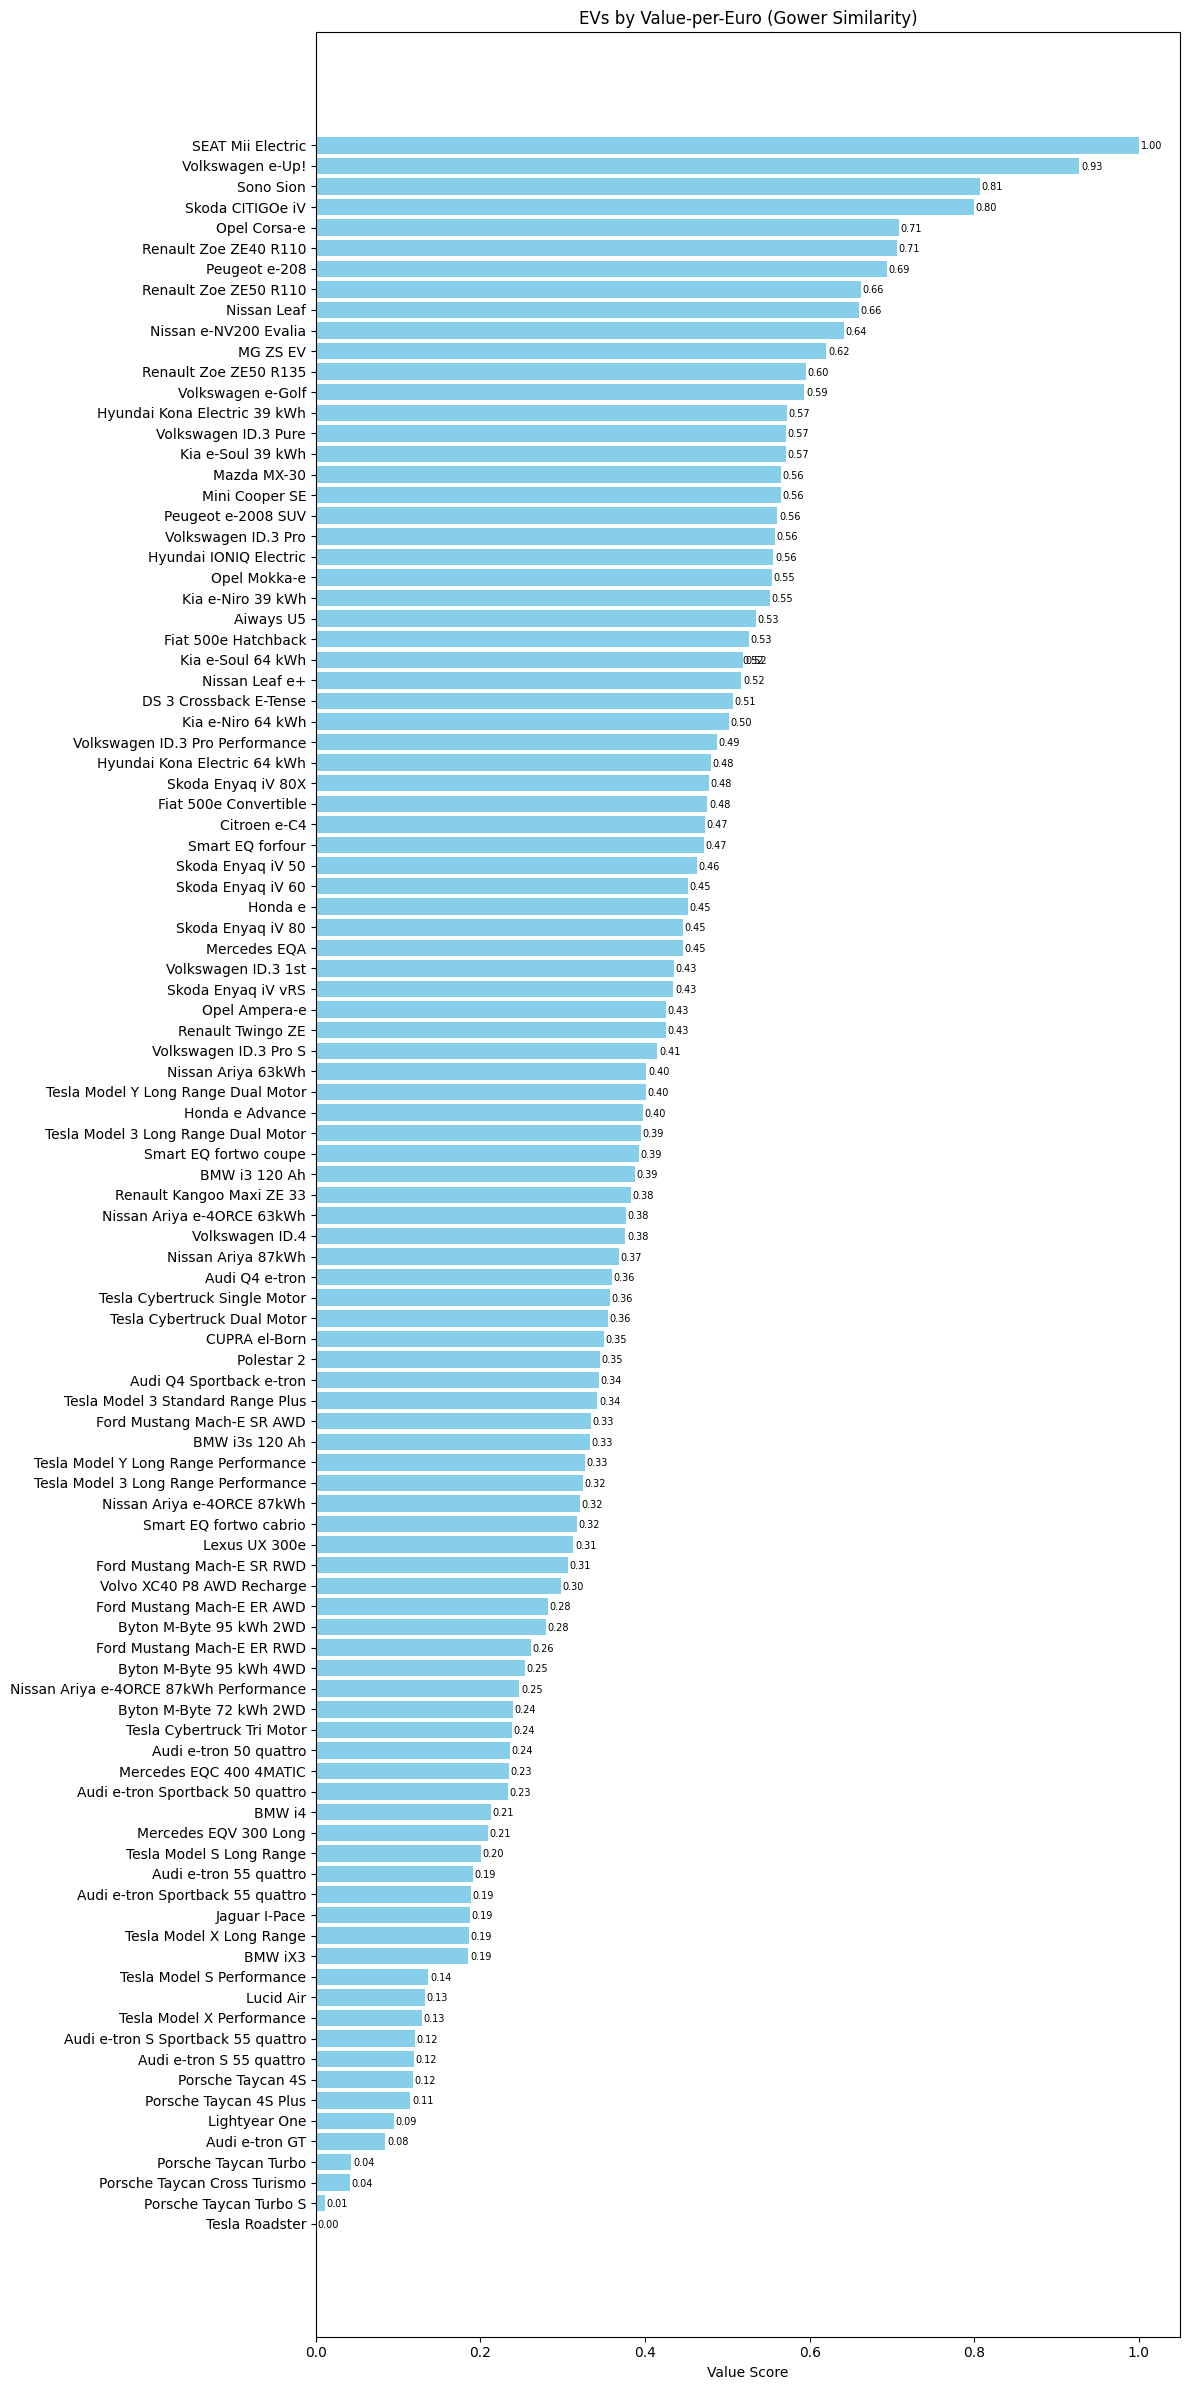 EVs by Value-per-Euro (Gower Similarity)
SEAT Mii Electric 1.00
Volkswagen e-Up! 0.93
Sono Sion 0.81
Skoda CITIGOe iV 0.80
Opel Corsa-e 0.71
Renault Zoe ZE40 R110 0.71
Peugeot e-208 0.69
Renault Zoe ZE50 R110 0.66
Nissan Leaf 0.66
Nissan e-NV200 Evalia 0.64
MG ZS EV 0.62
Renault Zoe ZE50 R135 0.60
Volkswagen e-Golf 0.59
Hyundai Kona Electric 39 kWh 0.57
Volkswagen ID.3 Pure 0.57
Kia e-Soul 39 kWh 0.57
Mazda MX-30 0.56
Mini Cooper SE 0.56
Peugeot e-2008 SUV 0.56
Volkswagen ID.3 Pro 0.56
Hyundai IONIQ Electric 0.56
Opel Mokka-e 0.55
Kia e-Niro 39 kWh 0.55
Aiways U5 0.53
Fiat 500e Hatchback 0.53
Kia e-Soul 64 kWh 0.52 0.52
Nissan Leaf e+ 0.52
DS 3 Crossback E-Tense 0.51
Kia e-Niro 64 kWh 0.50
Volkswagen ID.3 Pro Performance 0.49
Hyundai Kona Electric 64 kWh 0.48
Skoda Enyaq iV 80X 0.48
Fiat 500e Convertible 0.48
Citroen e-C4 0.47
Smart EQ forfour 0.47
Skoda Enyaq iV 50 0.46
Skoda Enyaq iV 60 0.45
Honda e 0.45
Skoda Enyaq iV 80 0.45
Mercedes EQA 0.45
Volkswagen ID.3 1st 0.43
Skoda Enyaq iV vRS 0.43
Opel Ampera-e 0.43
Renault Twingo ZE 0.43
Volkswagen ID.3 Pro S 0.41
Nissan Ariya 63kWh 0.40
Tesla Model Y Long Range Dual Motor 0.40
Honda e Advance 0.40
Tesla Model 3 Long Range Dual Motor 0.39
Smart EQ fortwo coupe 0.39
BMW i3 120 Ah 0.39
Renault Kangoo Maxi ZE 33 0.38
Nissan Ariya e-4ORCE 63kWh 0.38
Volkswagen ID.4 0.38
Nissan Ariya 87kWh 0.37
Audi Q4 e-tron 0.36
Tesla Cybertruck Single Motor 0.36
Tesla Cybertruck Dual Motor 0.36
CUPRA el-Born 0.35
Polestar 2 0.35
Audi Q4 Sportback e-tron 0.34
Tesla Model 3 Standard Range Plus 0.34
Ford Mustang Mach-E SR AWD 0.33
BMW i3s 120 Ah 0.33
Tesla Model Y Long Range Performance 0.33
Tesla Model 3 Long Range Performance 0.32
Nissan Ariya e-4ORCE 87kWh 0.32
Smart EQ fortwo cabrio 0.32
Lexus UX 300e 0.31
Ford Mustang Mach-E SR RWD 0.31
Volvo XC40 P8 AWD Recharge 0.30
Ford Mustang Mach-E ER AWD 0.28
Byton M-Byte 95 kWh 2WD 0.28
Ford Mustang Mach-E ER RWD 0.26
Byton M-Byte 95 kWh 4WD 0.25
Nissan Ariya e-4ORCE 87kWh Performance 0.25
Byton M-Byte 72 kWh 2WD 0.24
Tesla Cybertruck Tri Motor 0.24
Audi e-tron 50 quattro 0.24
Mercedes EQC 400 4MATIC 0.23
Audi e-tron Sportback 50 quattro 0.23
BMW i4 0.21
Mercedes EQV 300 Long 0.21
Tesla Model S Long Range 0.20
Audi e-tron 55 quattro 0.19
Audi e-tron Sportback 55 quattro 0.19
Jaguar I-Pace 0.19
Tesla Model X Long Range 0.19
BMW iX3 0.19
Tesla Model S Performance 0.14
Lucid Air 0.13
Tesla Model X Performance 0.13
Audi e-tron S Sportback 55 quattro 0.12
Audi e-tron S 55 quattro 0.12
Porsche Taycan 4S 0.12
Porsche Taycan 4S Plus 0.11
Lightyear One 0.09
Audi e-tron GT 0.08
Porsche Taycan Turbo 0.04
Porsche Taycan Cross Turismo 0.04
Porsche Taycan Turbo S 0.01
Tesla Roadster 0.00
0.0 0.2 0.4 0.6 0.8 1.0
Value Score